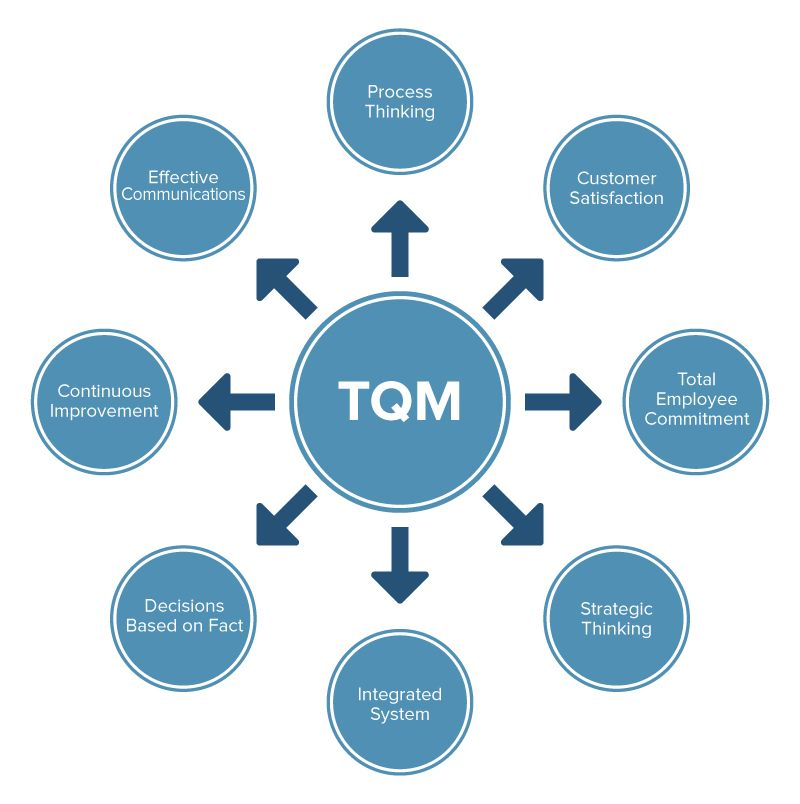 Process
Thinking
Effective
Communications
Customer
Satisfaction
Continuous
Improvement
TQM
Total
Employee
Commitment
Decisions
Based on Fact
Strategic
Thinking
Integrated
System